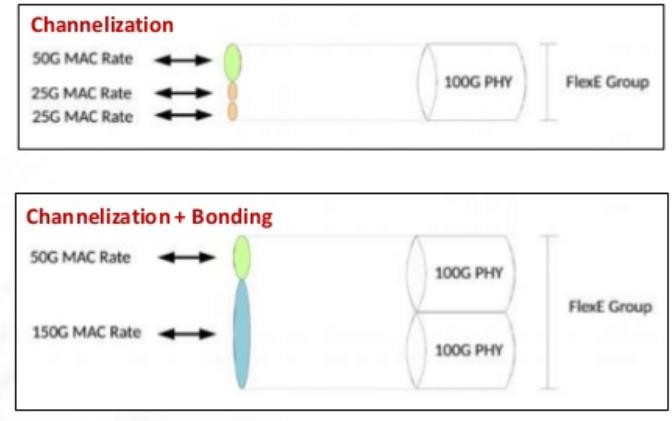 Channelization
50G MAC Rate
25G MAC Rate
25G MAC Rate
100G PHY
FlexE Group
Channelization + Bonding
50G MAC Rate
150G MAC Rate
100G PHY
100G PHY
FlexE Group